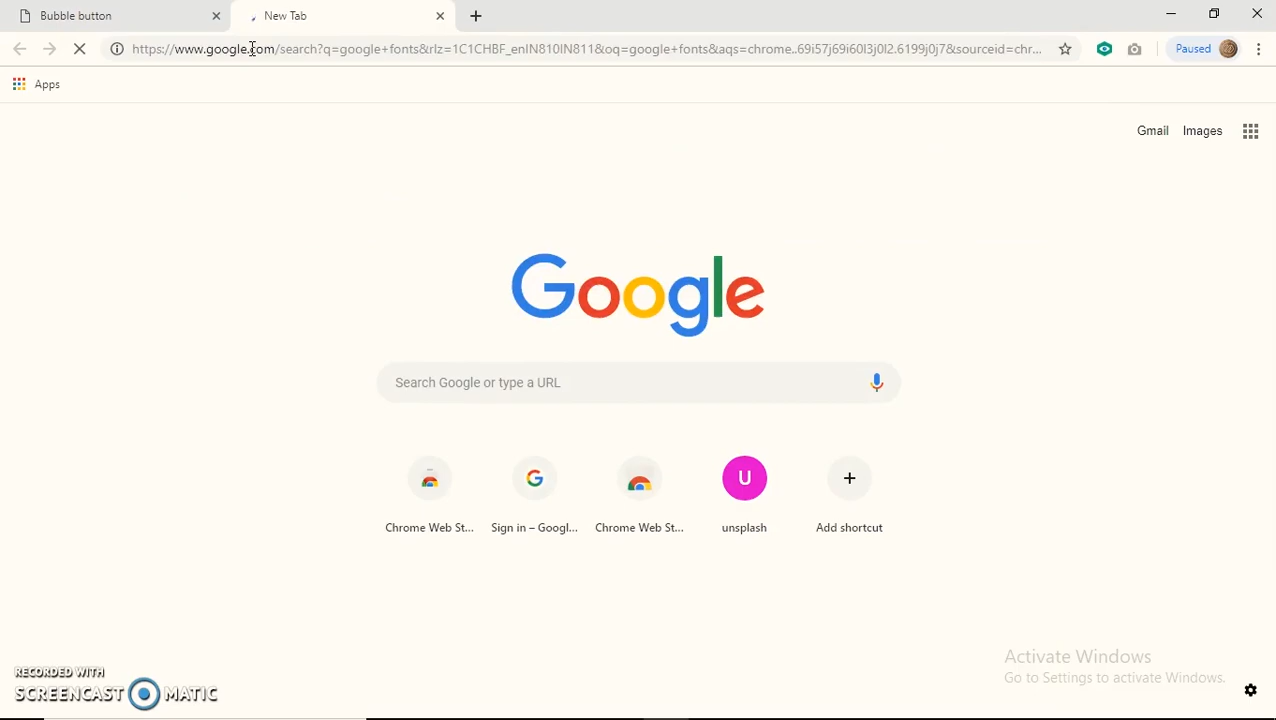 Bubble button
New Tab
https://www.google.com/search?q=google+fonts&rlz=1C1CHBF_enIN810IN811&oq=google+fonts&aqs=chrome..69i57j69i60l3j0l2.6199j0j7&sourceid=chr...
Paused
Apps
Gmail Images
Google
Search Google or type a URL
U
Chrome Web St... Sign in – Googl... Chrome Web St... unsplash Add shortcut
Activate Windows
Go to Settings to activate Windows.
RECORDED WITH
SCREENCAST MATIC